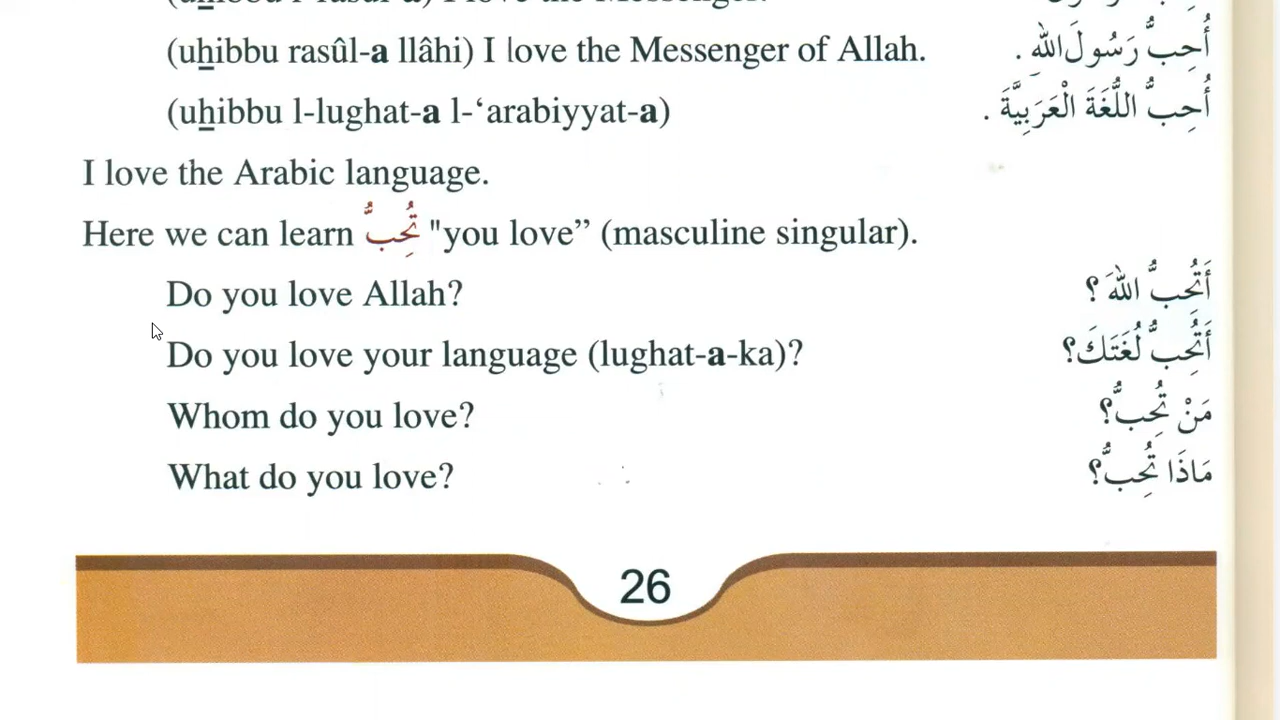 (uhibbu rasûl-a llâhi) I love the Messenger of Allah. أُحِبُّ رَسُولَ اللهِ .
(uhibbu l-lughat-a l-‘arabiyyat-a) أُحِبُّ اللُّغَةَ الْعَرَبِيَّةَ .
I love the Arabic language.
Here we can learn تُحِبُّ "you love” (masculine singular).
Do you love Allah? أَتُحِبُّ اللهَ ؟
Do you love your language (lughat-a-ka)? أَتُحِبُّ لُغَتَكَ؟
Whom do you love? مَنْ تُحِبُّ؟
What do you love? مَاذَا تُحِبُّ؟
26